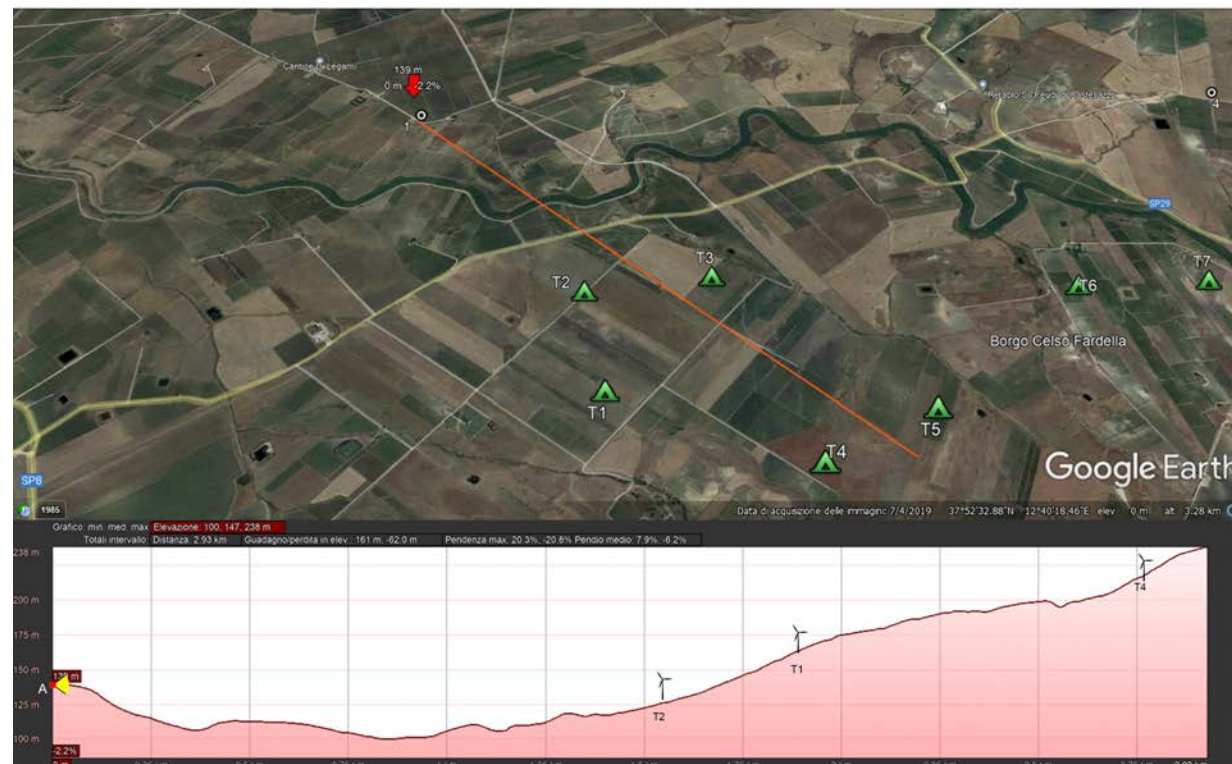 139 m
0 m -2.2%
1
4
SP29
T3
T2
T7
T6
Borgo Celso Fardella
T1
T5
T4
Google Earth
SP8
1985
Data di acquisizione delle immagini: 7/4/2019 37°52'32.88"N 12°40'18.46"E elev 0 m alt 3.28 km
Grafico: min. med. max Elevazione: 100, 147, 238 m
Totali intervallo: Distanza: 2.93 km Guadagno/perdita in elev.: 161 m, -62.0 m Pendenza max. 20.3%, -20.8% Pendio medio: 7.9%, -6.2%
238 m
200 m
175 m
150 m
139 m
A
125 m
100 m
-2.2%
T2
T1
T4